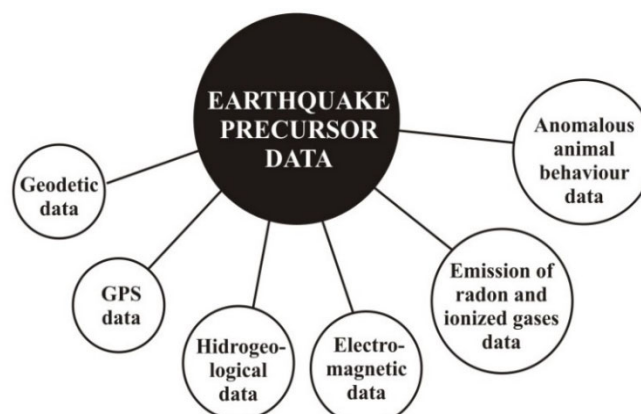 EARTHQUAKE
PRECURSOR
DATA
Geodetic
data
GPS
data
Hidrogeo-
logical data
Electro-
magnetic
data
Emission of
radon and
ionized gases
data
Anomalous
animal
behaviour
data